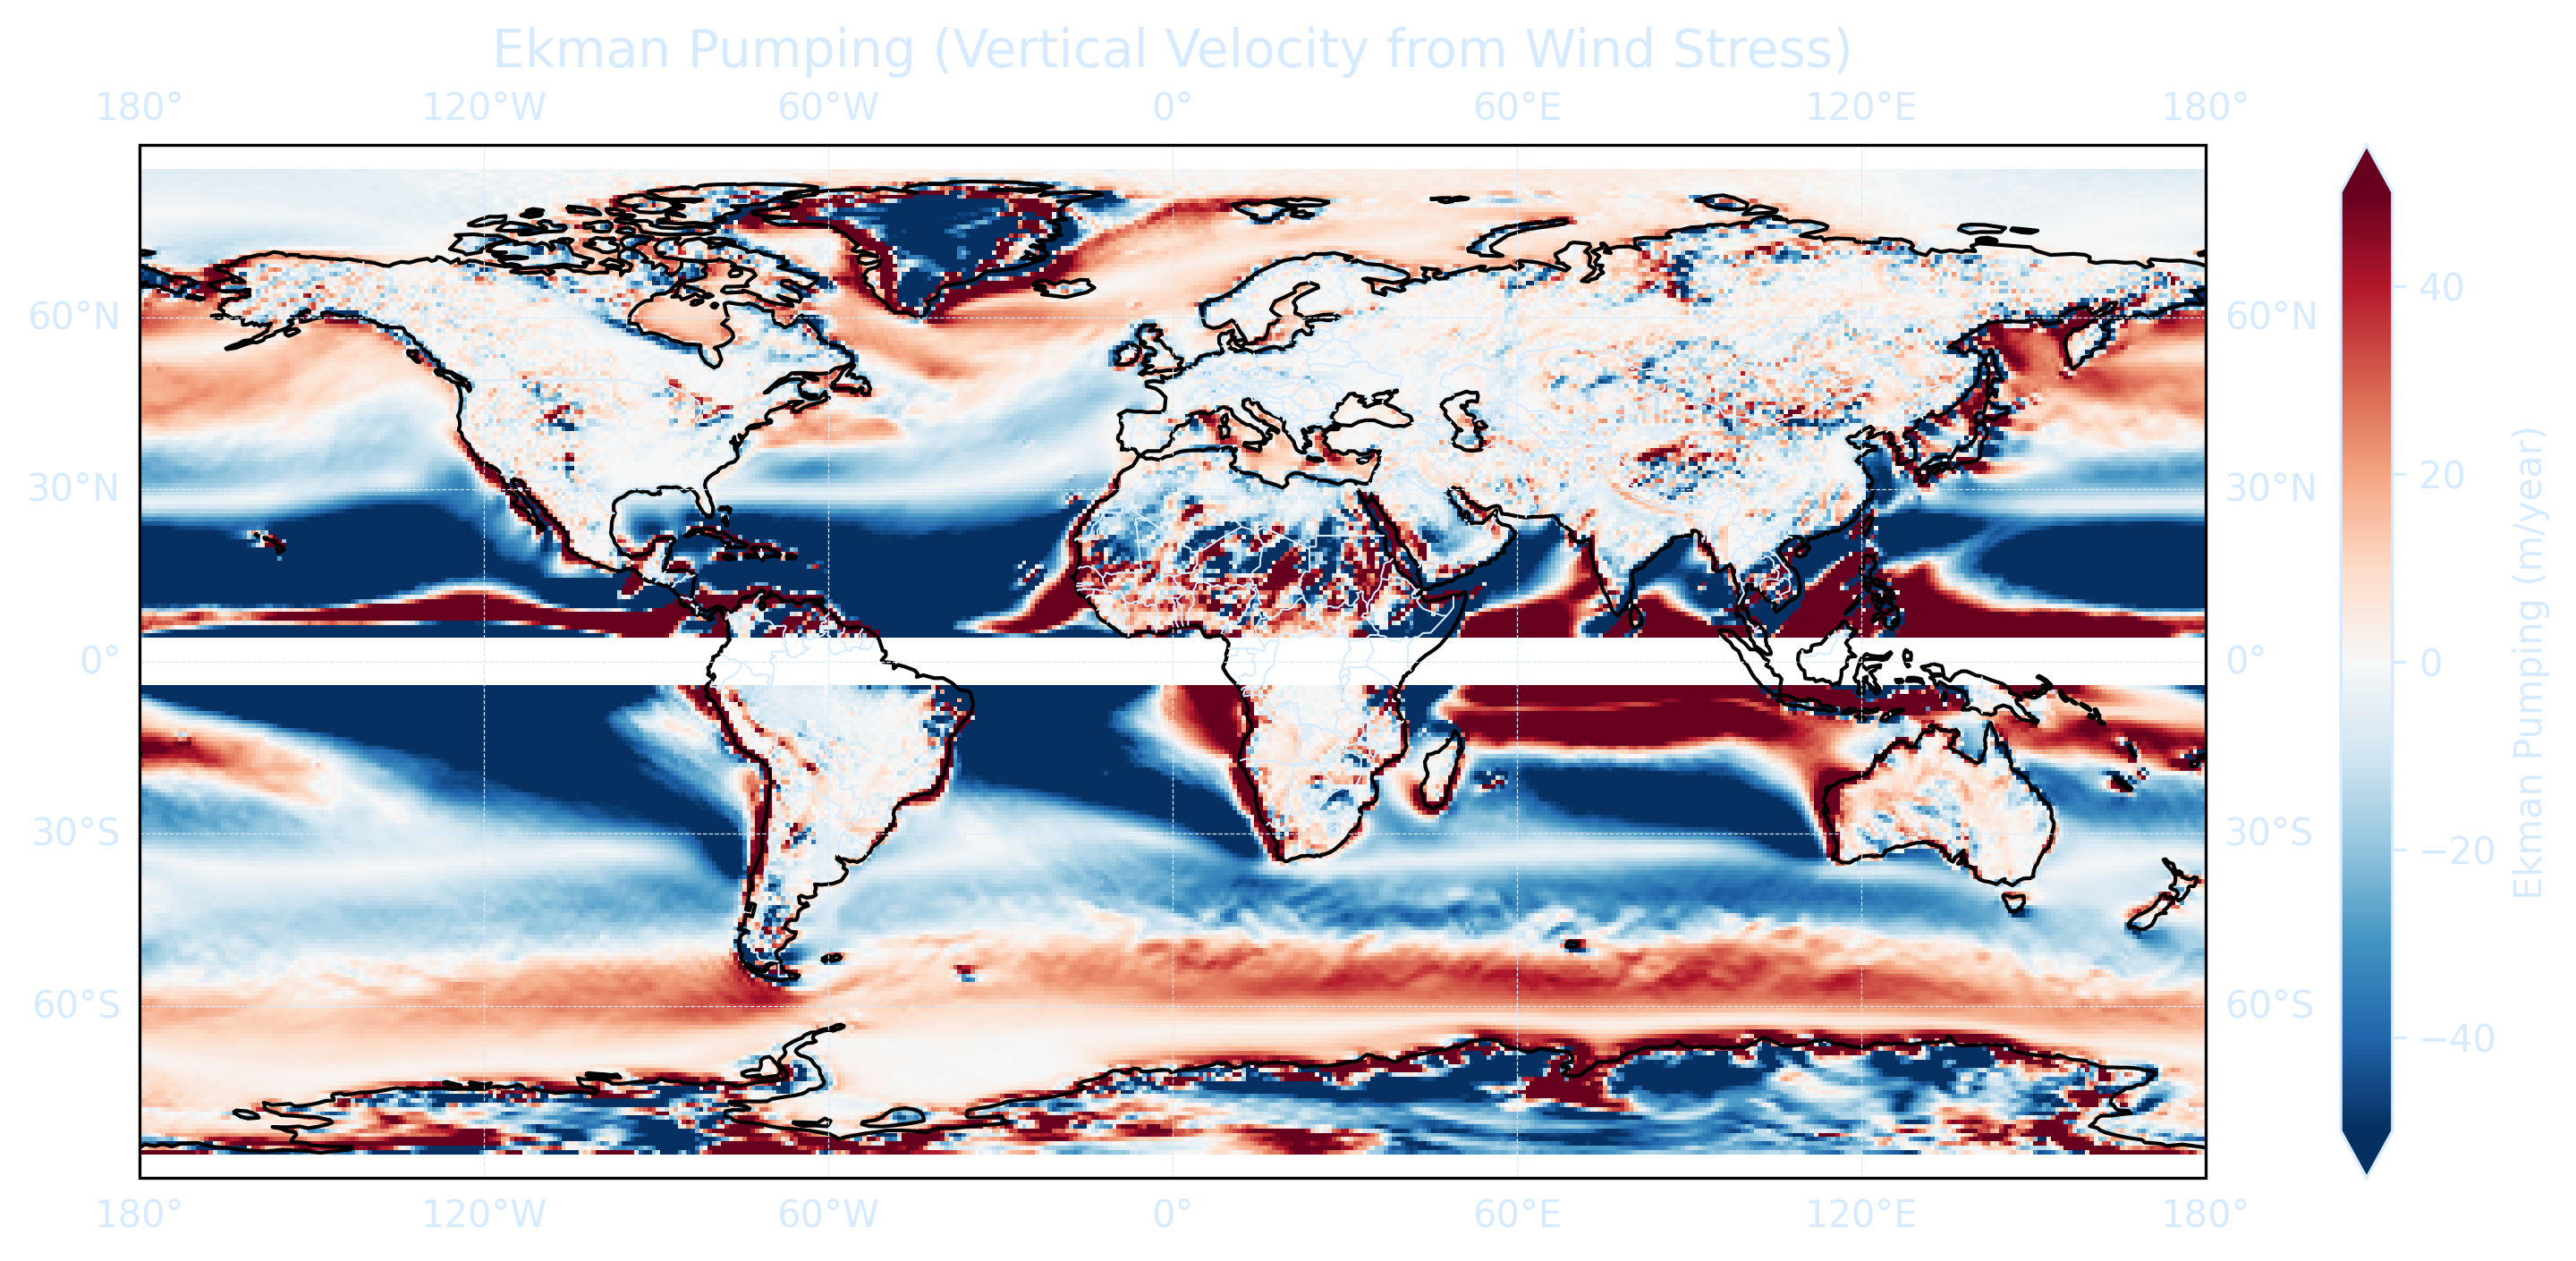 Ekman Pumping (Vertical Velocity from Wind Stress)
180° 120°W 60°W 0° 60°E 120°E 180°
60°N 60°N
30°N 30°N
0° 0°
30°S 30°S
60°S 60°S
180° 120°W 60°W 0° 60°E 120°E 180°
40
20
0
−20
−40
Ekman Pumping (m/year)